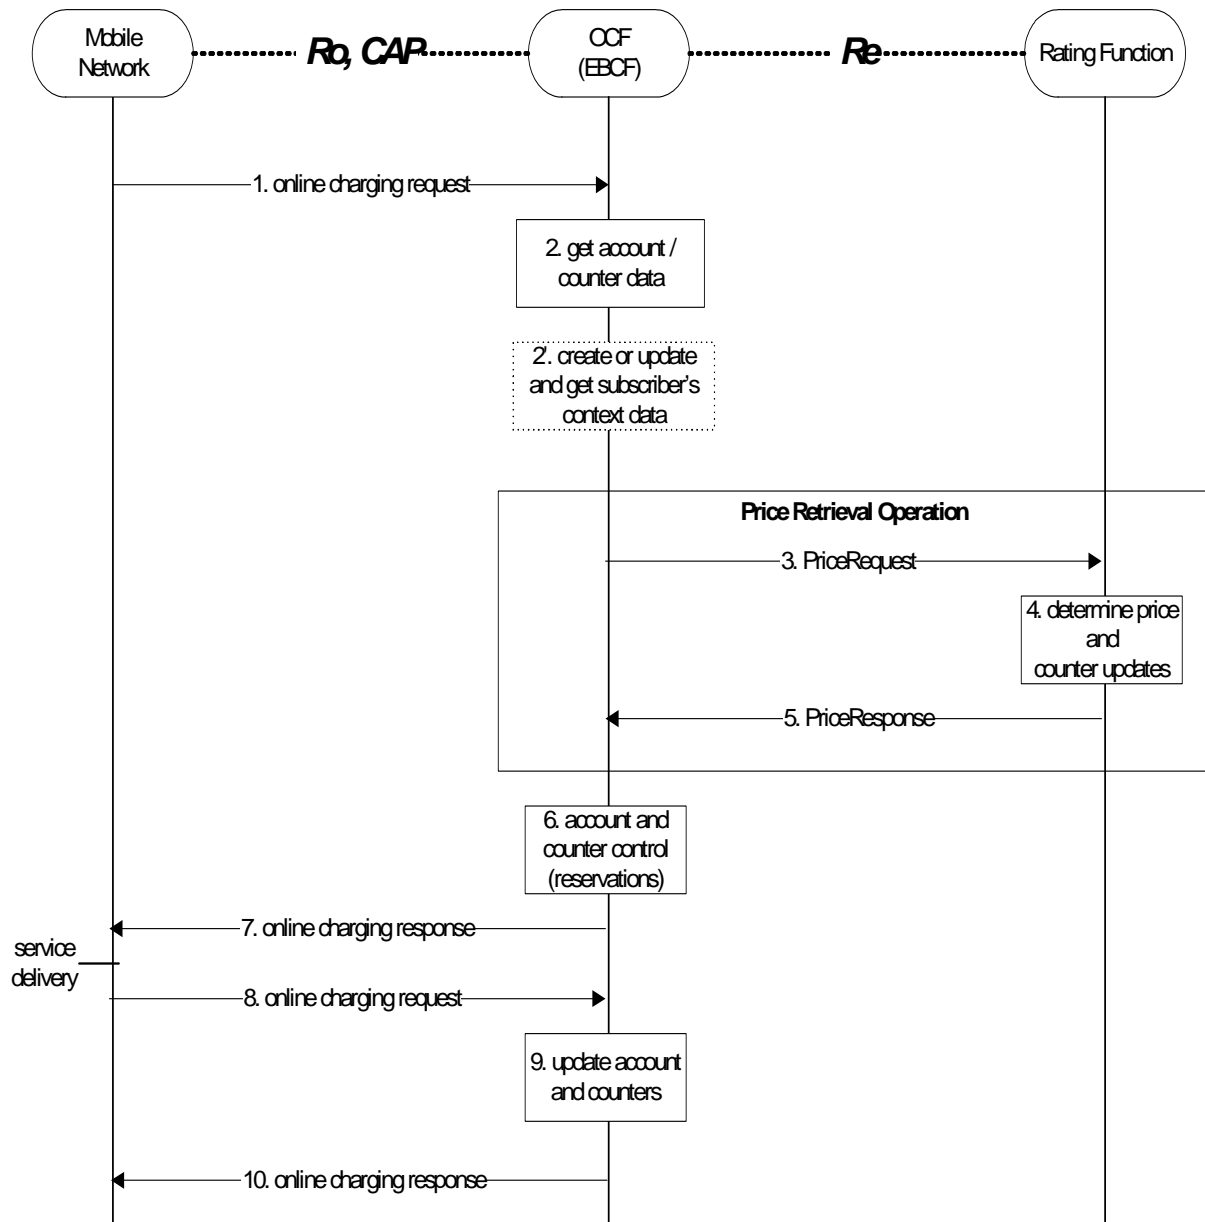 Mobile
Network
Ro, CAP
OCF
(EBCF)
Re
Rating Function
1. online charging request
2. get account /
counter data
2'. create or update
and get subscriber's
context data
Price Retrieval Operation
3. PriceRequest
4. determine price
and
counter updates
5. PriceResponse
6. account and
counter control
(reservations)
7. online charging response
service
delivery
8. online charging request
9. update account
and counters
10. online charging response